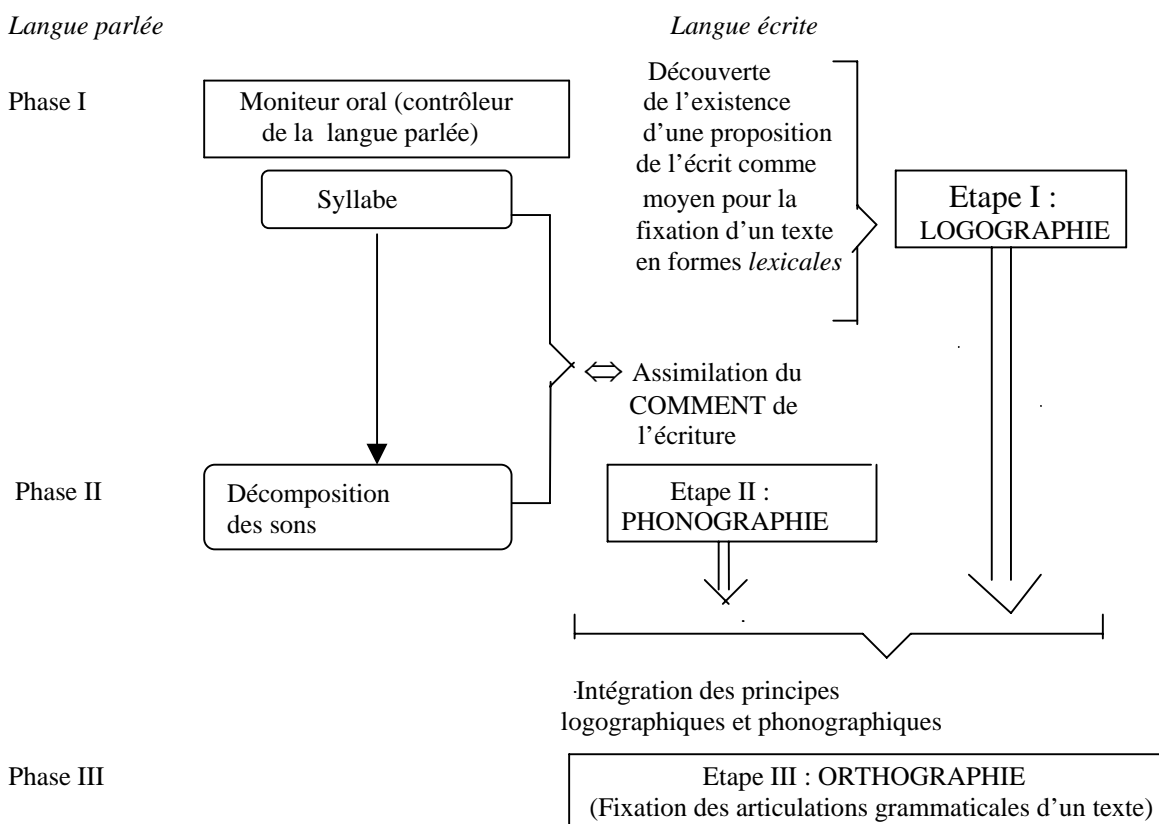 Langue parlée
Langue écrite
Phase I
Moniteur oral (contrôleur
de la langue parlée)
Syllabe
Découverte
de l’existence
d’une proposition
de l’écrit comme
moyen pour la
fixation d’un texte
en formes lexicales
Etape I :
LOGOGRAPHIE
Assimilation du
COMMENT de
l’écriture
Phase II
Décomposition
des sons
Etape II :
PHONOGRAPHIE
Intégration des principes
logographiques et phonographiques
Phase III
Etape III : ORTHOGRAPHIE
(Fixation des articulations grammaticales d’un texte)